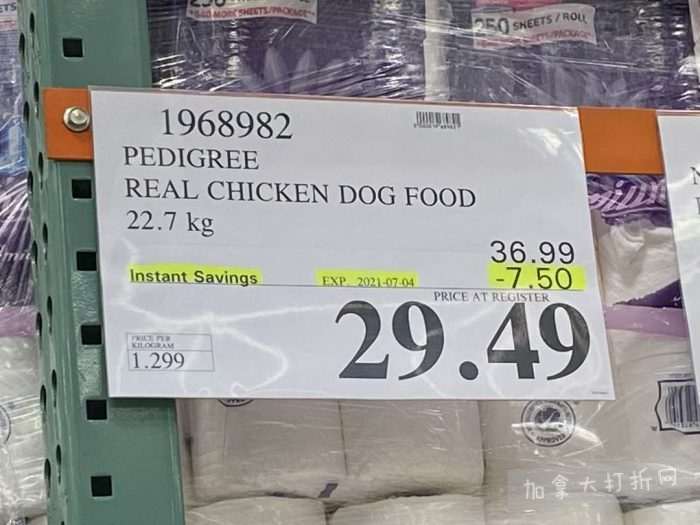 250 SHEETS / ROLL
1968982
PEDIGREE
REAL CHICKEN DOG FOOD
22.7 kg
36.99
Instant Savings EXP. 2021-07-04 -7.50
PRICE AT REGISTER
29.49
PRICE PER
KILOGRAM
1.299
加拿大打折网